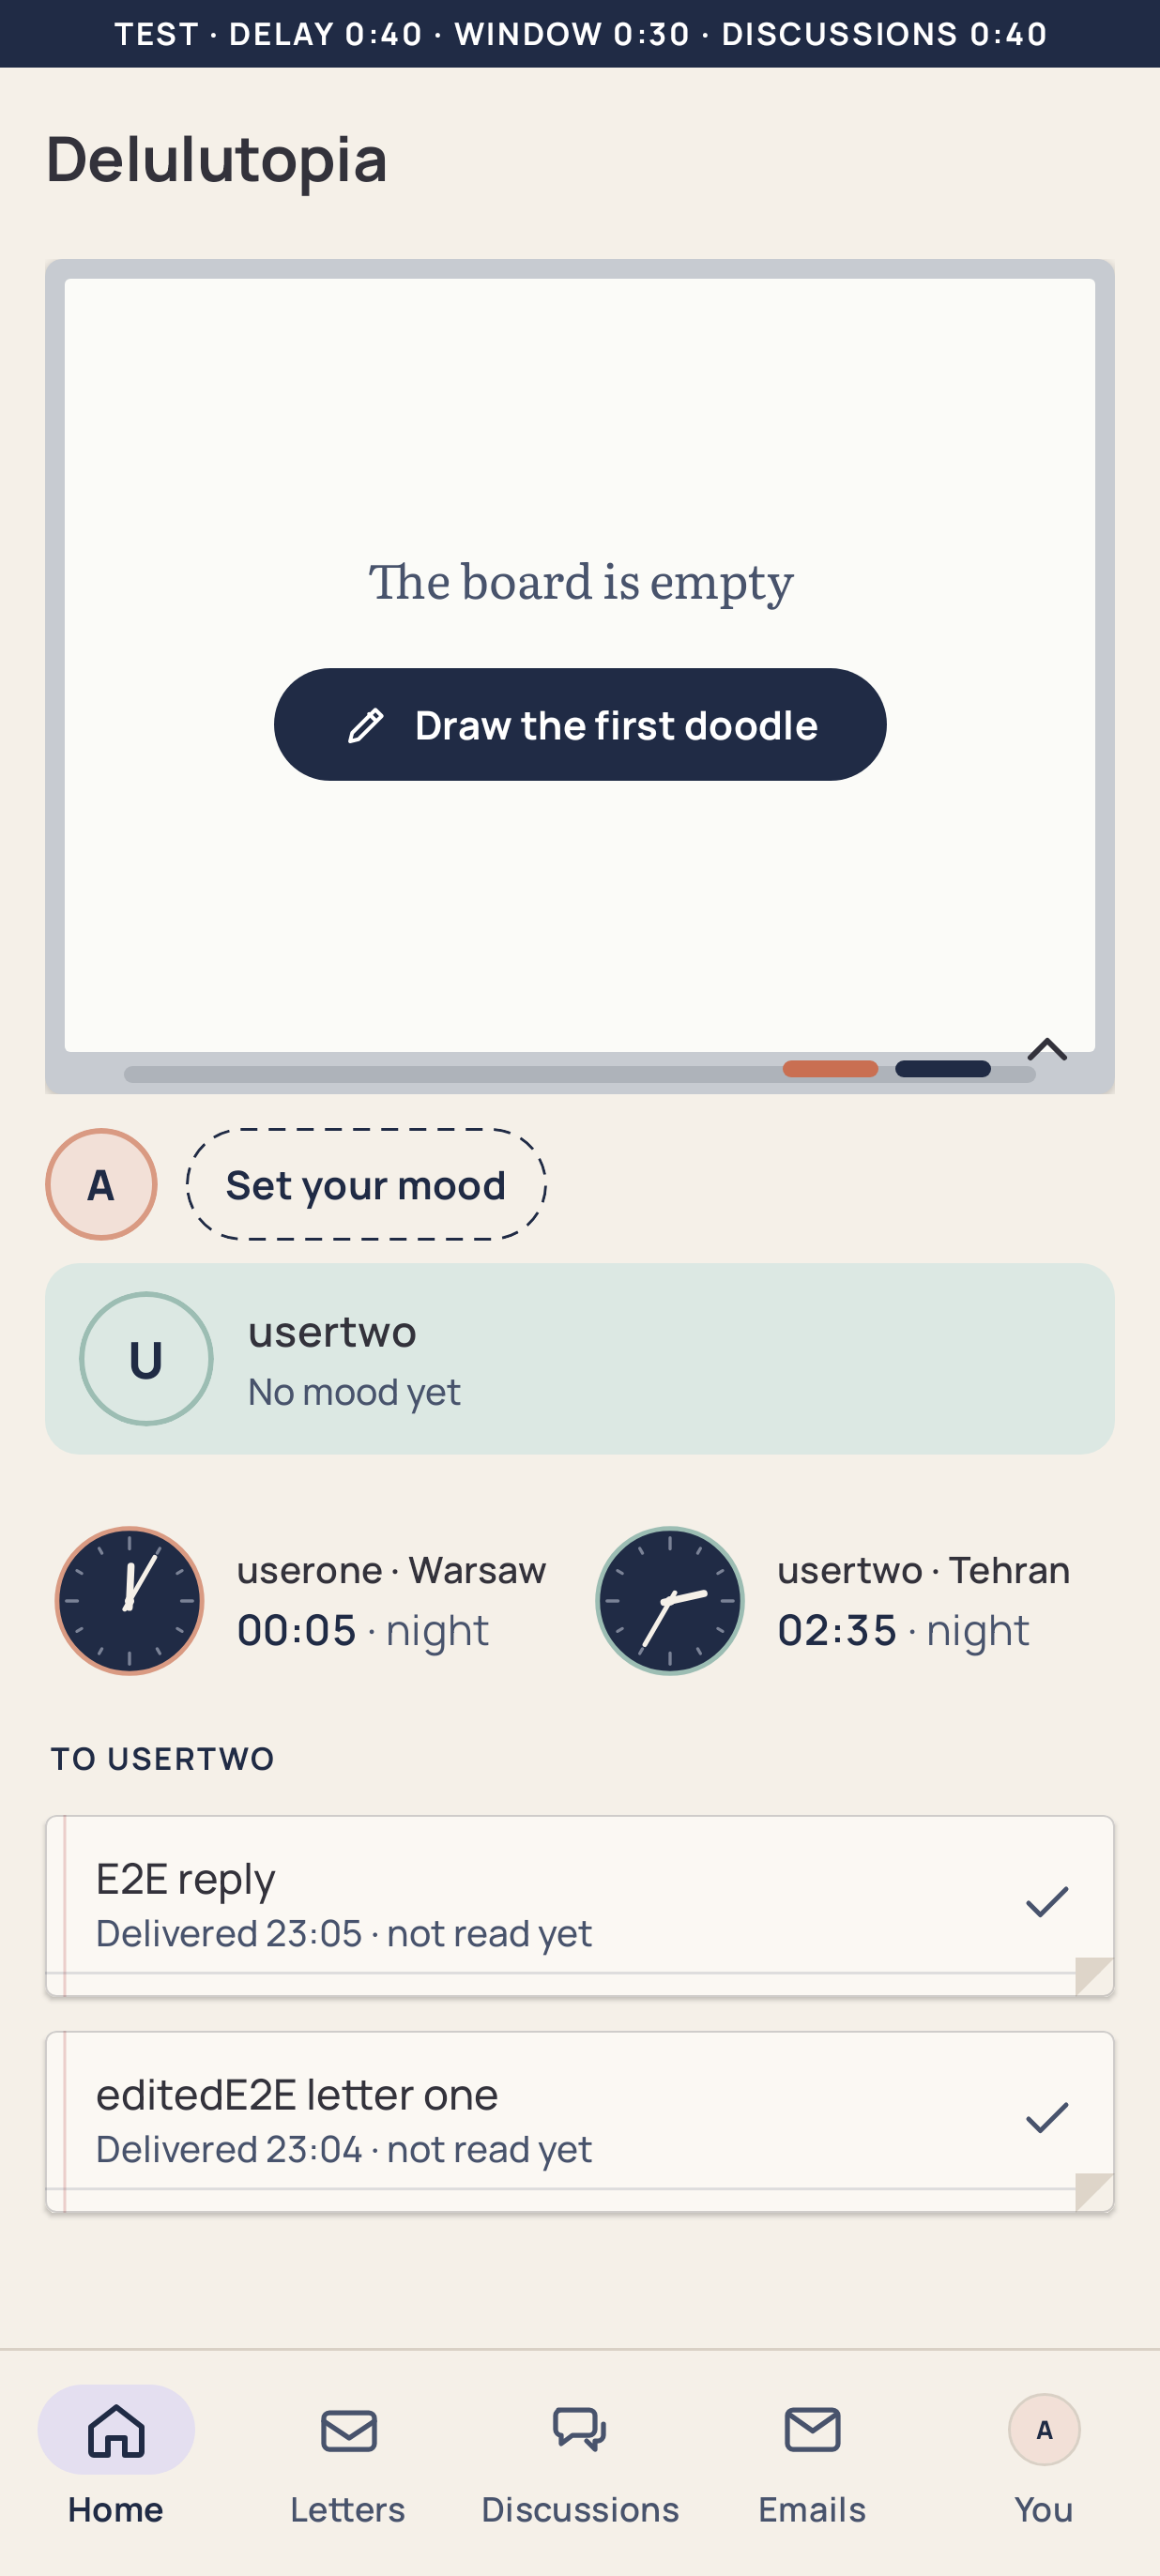 TEST · DELAY 0:40 · WINDOW 0:30 · DISCUSSIONS 0:40
Delulutopia
The board is empty
Draw the first doodle
A
Set your mood
U
usertwo
No mood yet
userone · Warsaw
00:05 · night
usertwo · Tehran
02:35 · night
TO USERTWO
E2E reply
Delivered 23:05 · not read yet
editedE2E letter one
Delivered 23:04 · not read yet
A
Home
Letters
Discussions
Emails
You